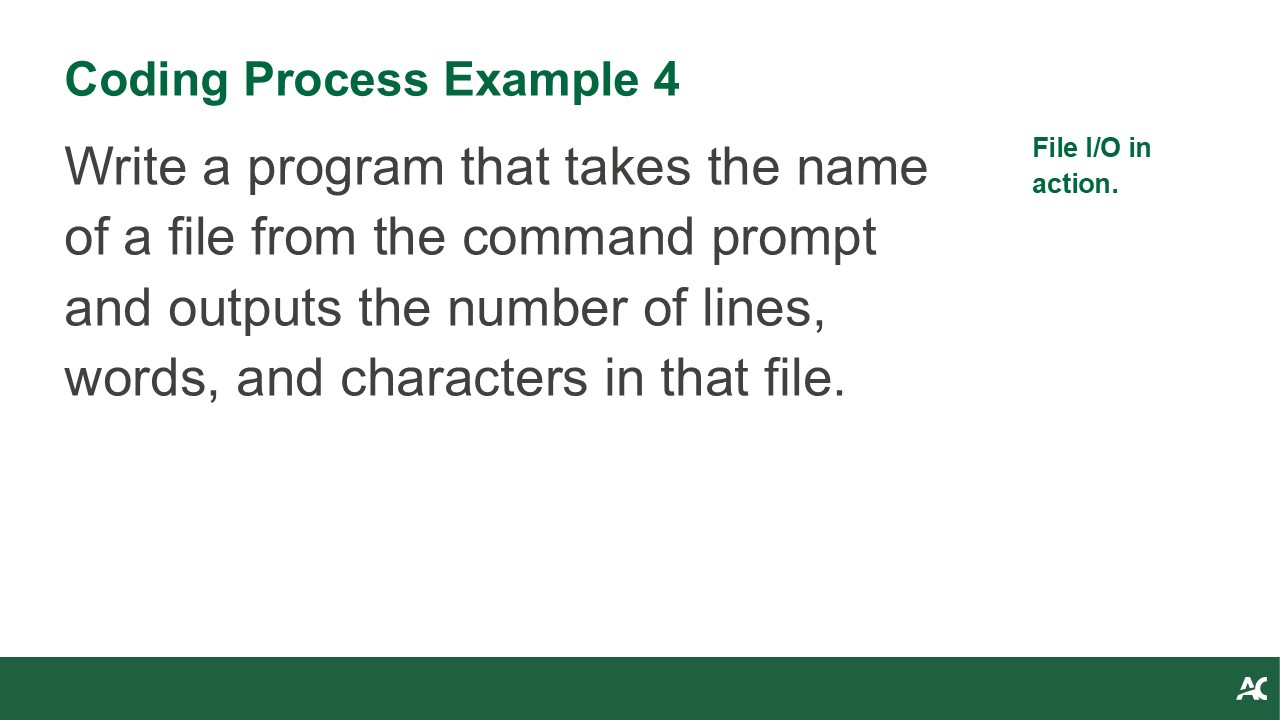 Coding Process Example 4
Write a program that takes the name
of a file from the command prompt
and outputs the number of lines,
words, and characters in that file.
File I/O in
action.
AC